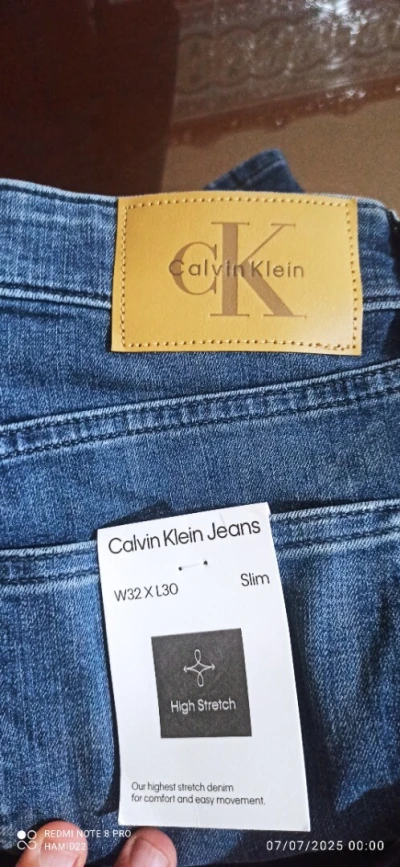 CK
Calvin Klein
Calvin Klein Jeans
W32 X L30 Slim
High Stretch
Our highest stretch denim
for comfort and easy movement.
REDMI NOTE 8 PRO
HAMID22
07/07/2025 00:00